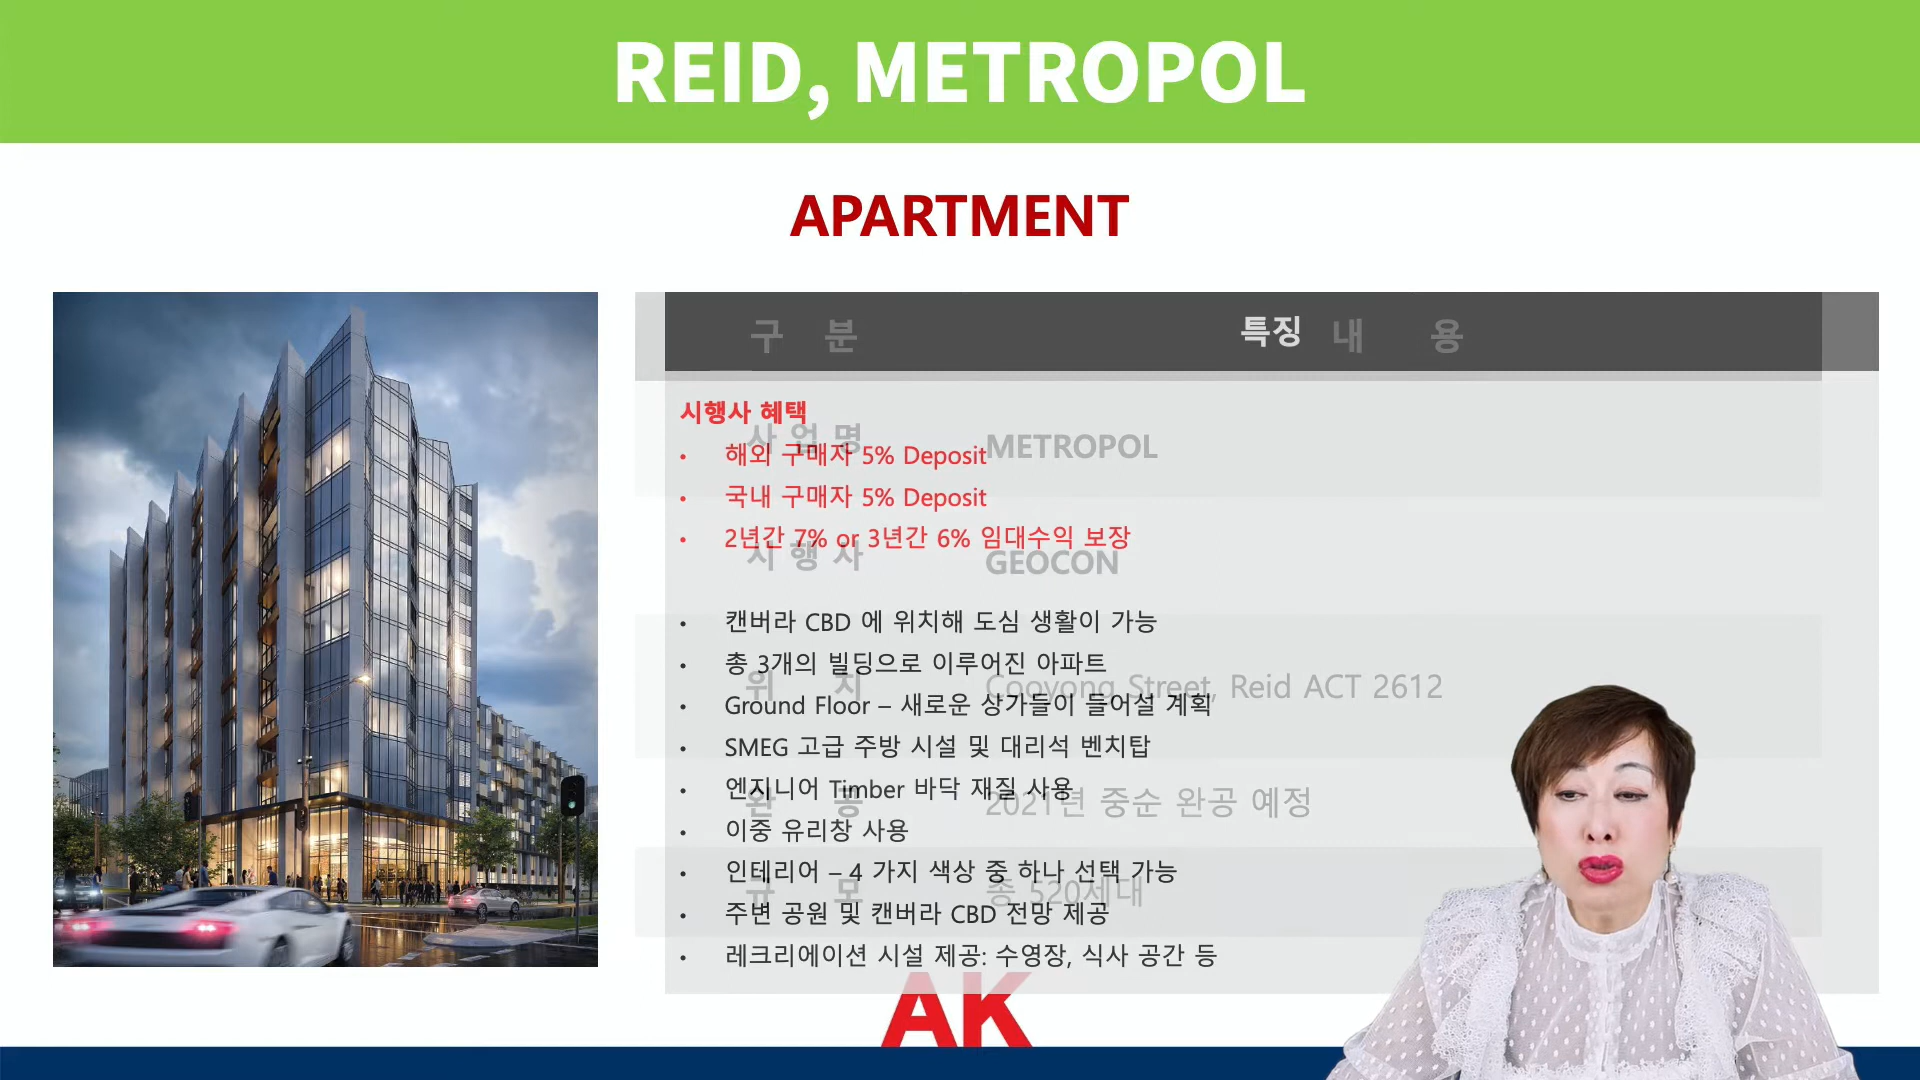 REID, METROPOL
APARTMENT
특징
구 분 내 용
시행사 혜택
• 해외 구매자 5% Deposit
• 국내 구매자 5% Deposit
• 2년간 7% or 3년간 6% 임대수익 보장
• 캔버라 CBD 에 위치해 도심 생활이 가능
• 총 3개의 빌딩으로 이루어진 아파트
• Ground Floor – 새로운 상가들이 들어설 계획
• SMEG 고급 주방 시설 및 대리석 벤치탑
• 엔지니어 Timber 바닥 재질 사용
• 이중 유리창 사용
• 인테리어 – 4 가지 색상 중 하나 선택 가능
• 주변 공원 및 캔버라 CBD 전망 제공
• 레크리에이션 시설 제공: 수영장, 식사 공간 등
사 업 명 METROPOL
시 행 사 GEOCON
위 치 Cooyong Street, Reid ACT 2612
완 공 2021년 중순 완공 예정
규 모 총 520세대
AK